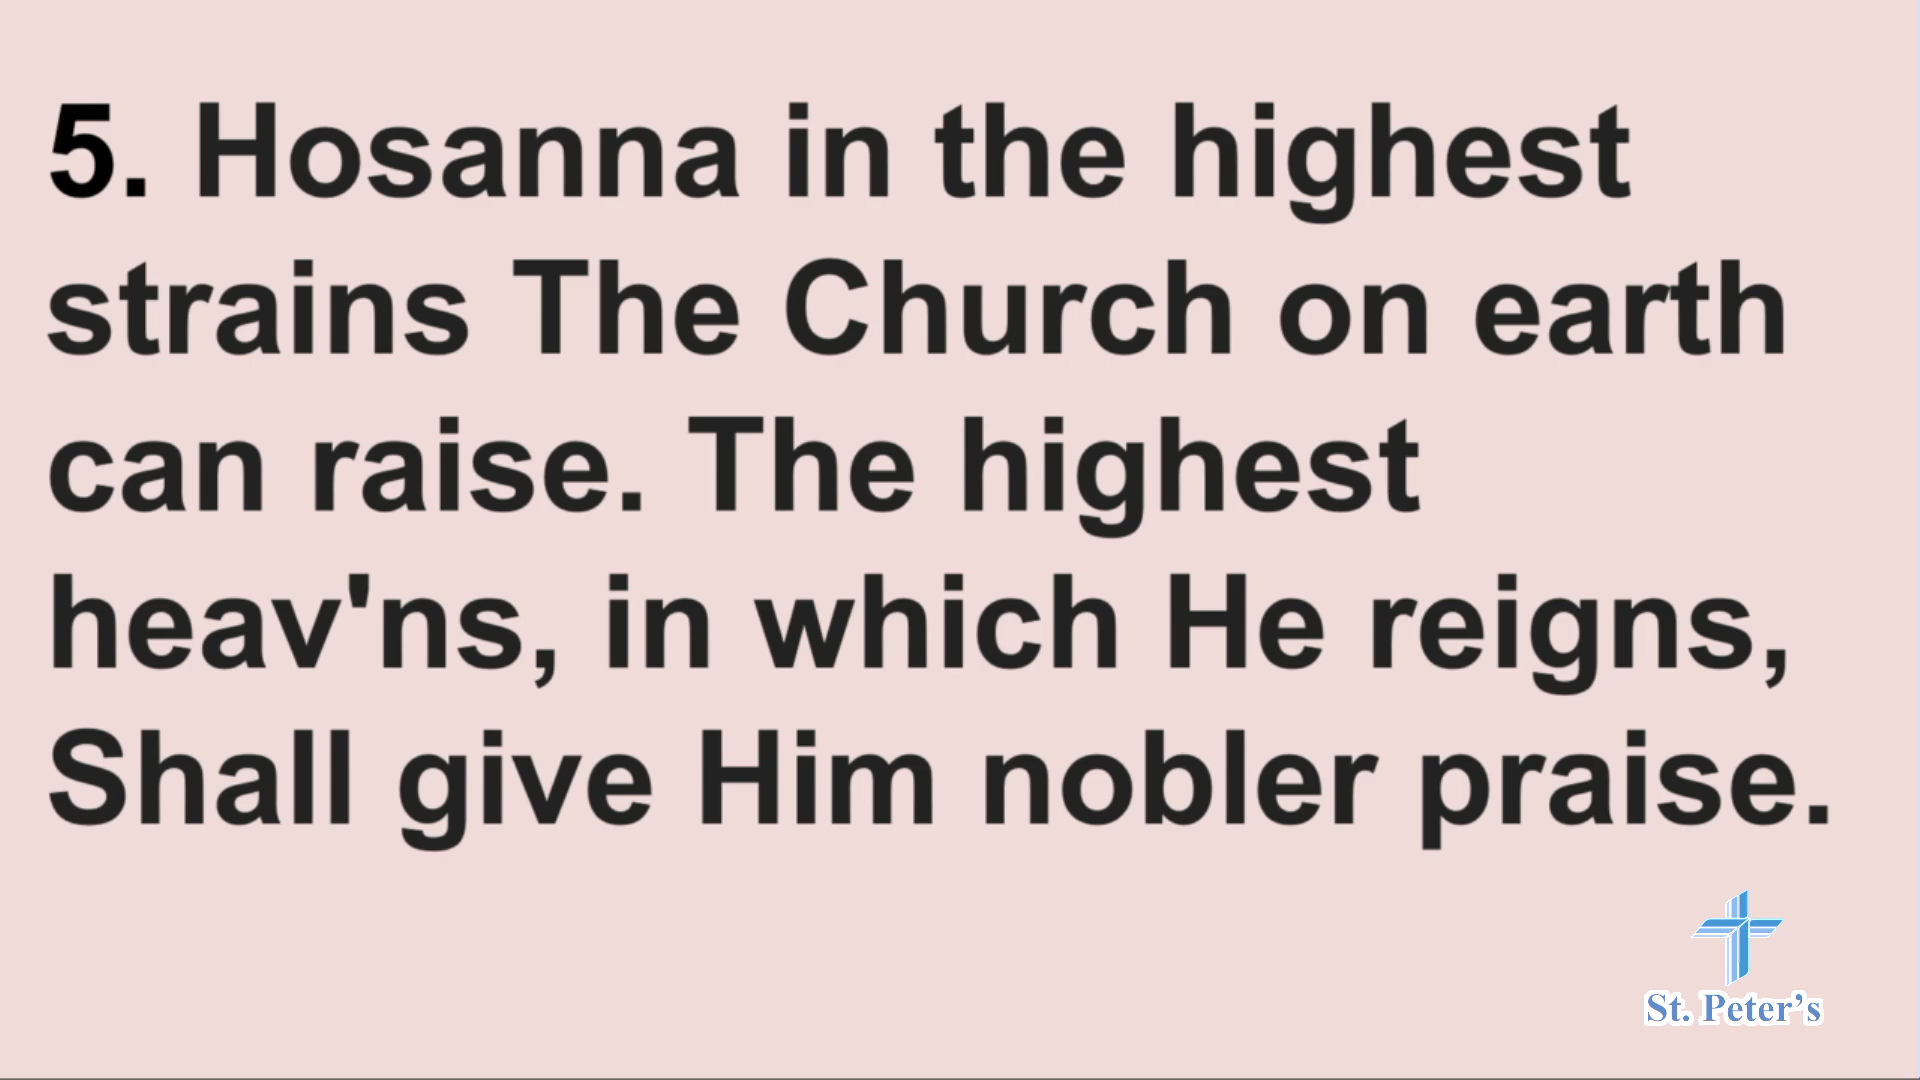 5. Hosanna in the highest
strains The Church on earth
can raise. The highest
heav'ns, in which He reigns,
Shall give Him nobler praise.
St. Peter's